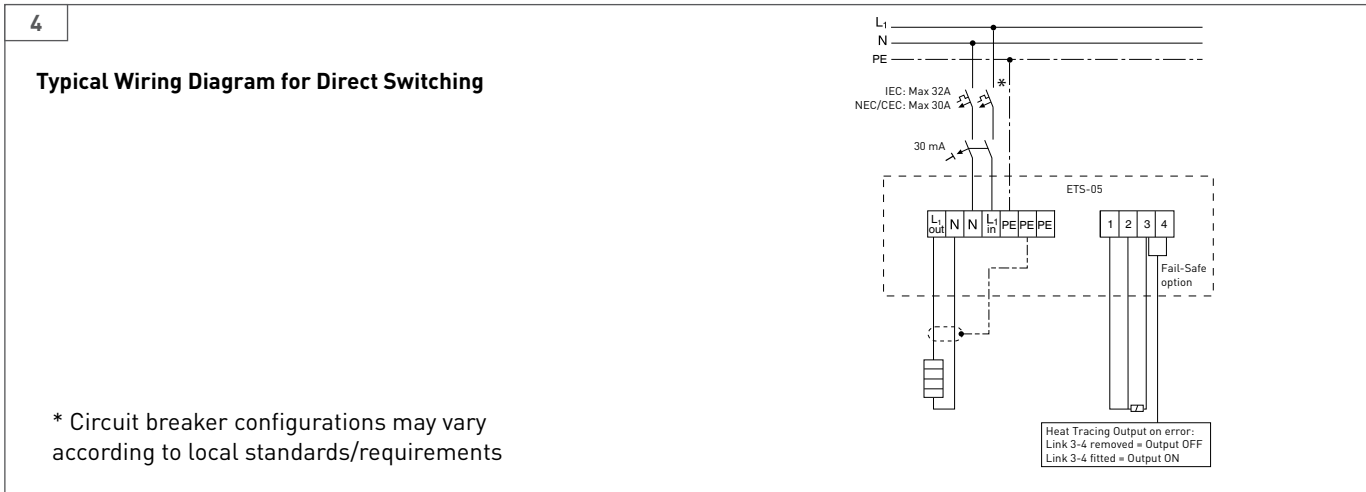 4
Typical Wiring Diagram for Direct Switching
* Circuit breaker configurations may vary
according to local standards/requirements
L1
N
PE
*
IEC: Max 32A
NEC/CEC: Max 30A
30 mA
ETS-05
L1 out N N L1 in PE PE PE
1 2 3 4
Fail-Safe
option
Heat Tracing Output on error:
Link 3-4 removed = Output OFF
Link 3-4 fitted = Output ON